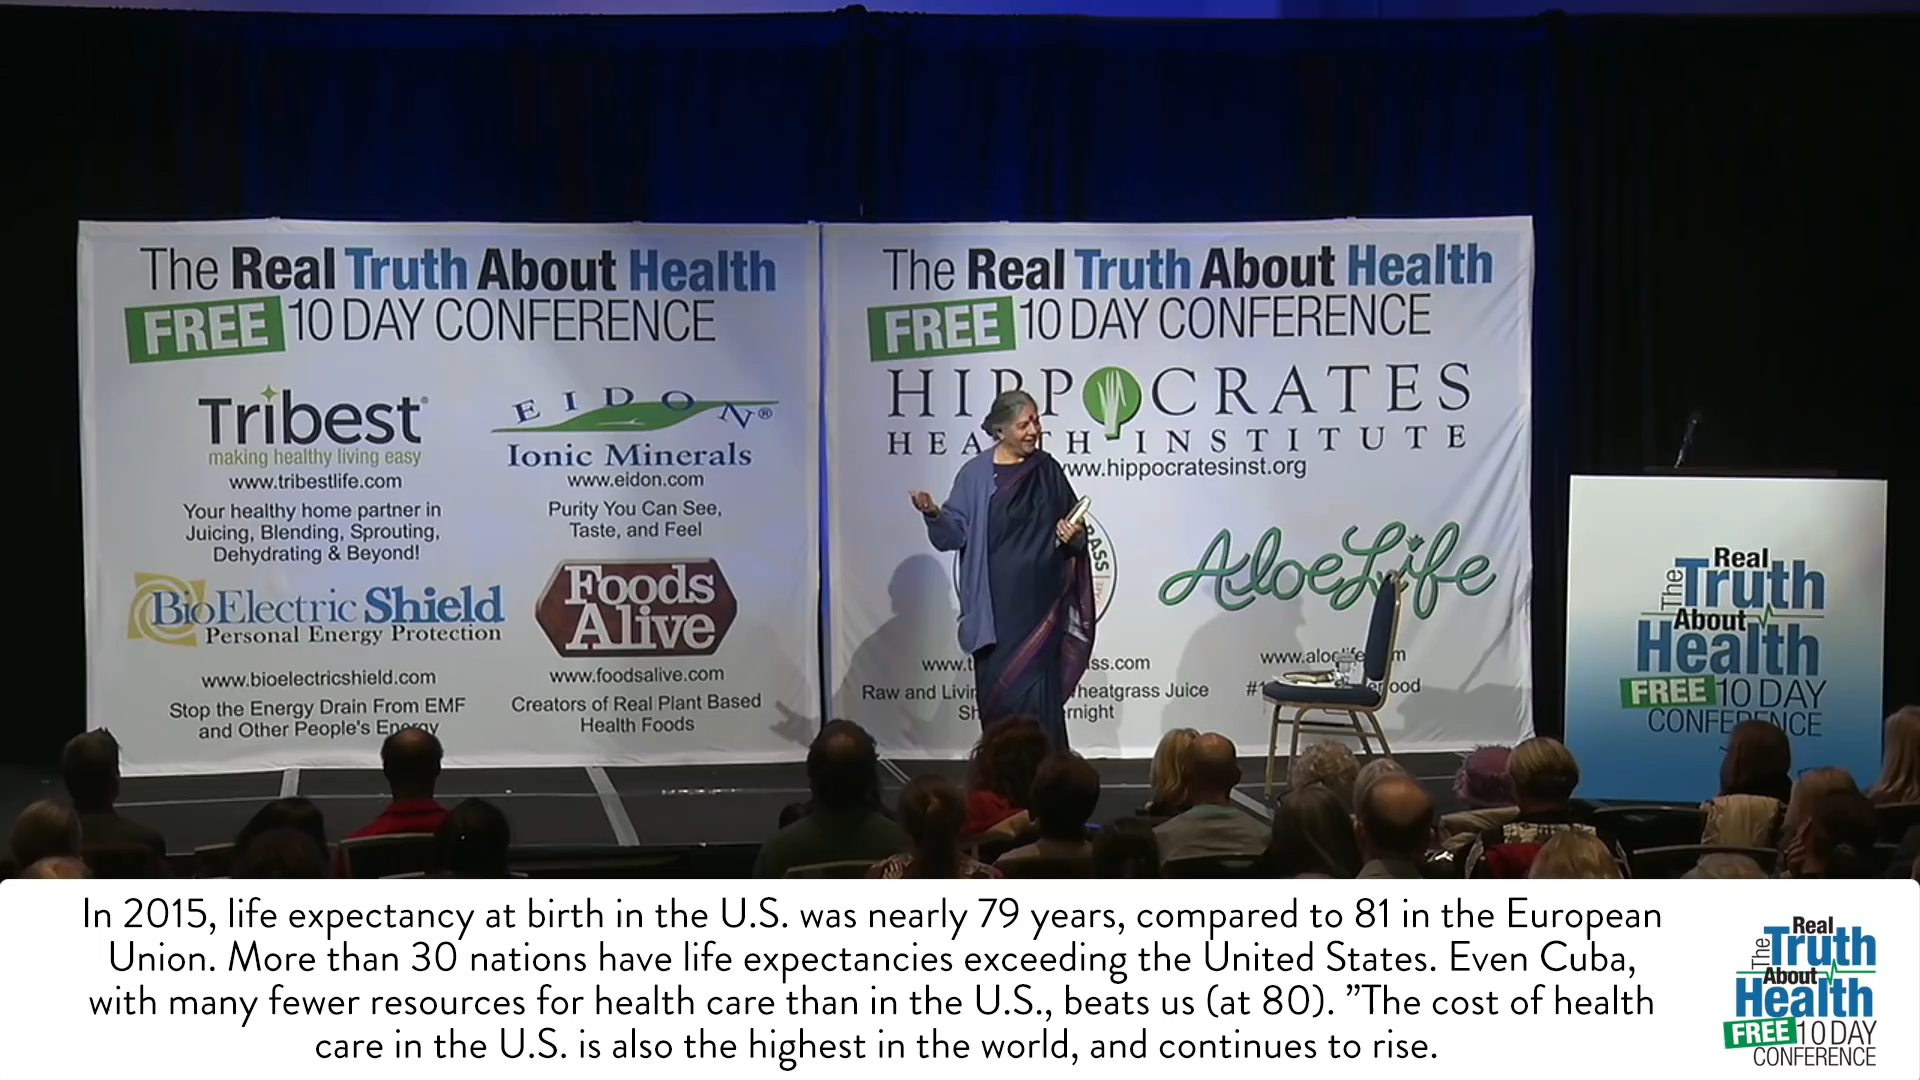 The Real Truth About Health
FREE 10 DAY CONFERENCE
Tribest®
making healthy living easy
www.tribestlife.com
Your healthy home partner in
Juicing, Blending, Sprouting,
Dehydrating & Beyond!
EIDON®
Ionic Minerals
www.eidon.com
Purity You Can See,
Taste, and Feel
BioElectric Shield
Personal Energy Protection
www.bioelectricshield.com
Stop the Energy Drain From EMF
and Other People's Energy
Foods
Alive
www.foodsalive.com
Creators of Real Plant Based
Health Foods
The Real Truth About Health
FREE 10 DAY CONFERENCE
HIPPOCRATES
HEALTH INSTITUTE
www.hippocratesinst.org
AloeLife
Raw and
Juice
The Real
Truth
About
Health
FREE 10 DAY
CONFERENCE
In 2015, life expectancy at birth in the U.S. was nearly 79 years, compared to 81 in the European
Union. More than 30 nations have life expectancies exceeding the United States. Even Cuba,
with many fewer resources for health care than in the U.S., beats us (at 80). ”The cost of health
care in the U.S. is also the highest in the world, and continues to rise.
The Real
Truth
About
Health
FREE 10 DAY
CONFERENCE